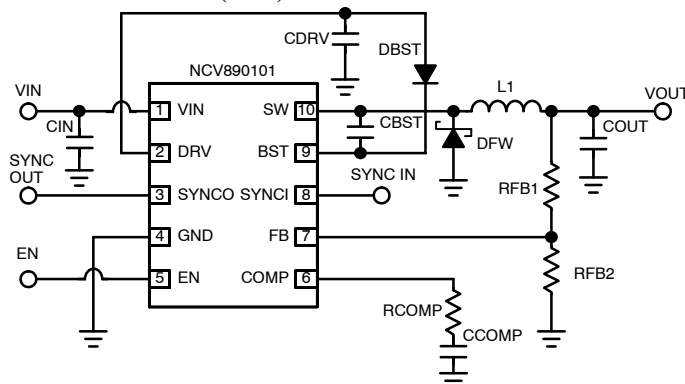 CDRV
DBST
NCV890101
L1
VIN
VOUT
1 VIN SW 10
CIN
CBST
COUT
2 DRV BST 9
DFW
SYNC
OUT
SYNC IN
3 SYNCO SYNCI 8
RFB1
4 GND FB 7
EN
RFB2
5 EN COMP 6
RCOMP
CCOMP